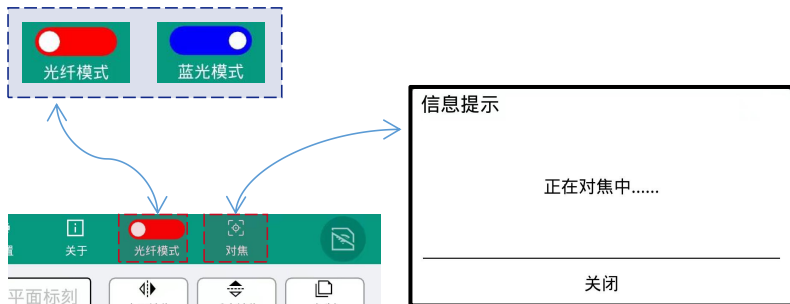 光纤模式
蓝光模式
信息提示
正在对焦中......
关闭
置
关于
光纤模式
对焦
平面标刻